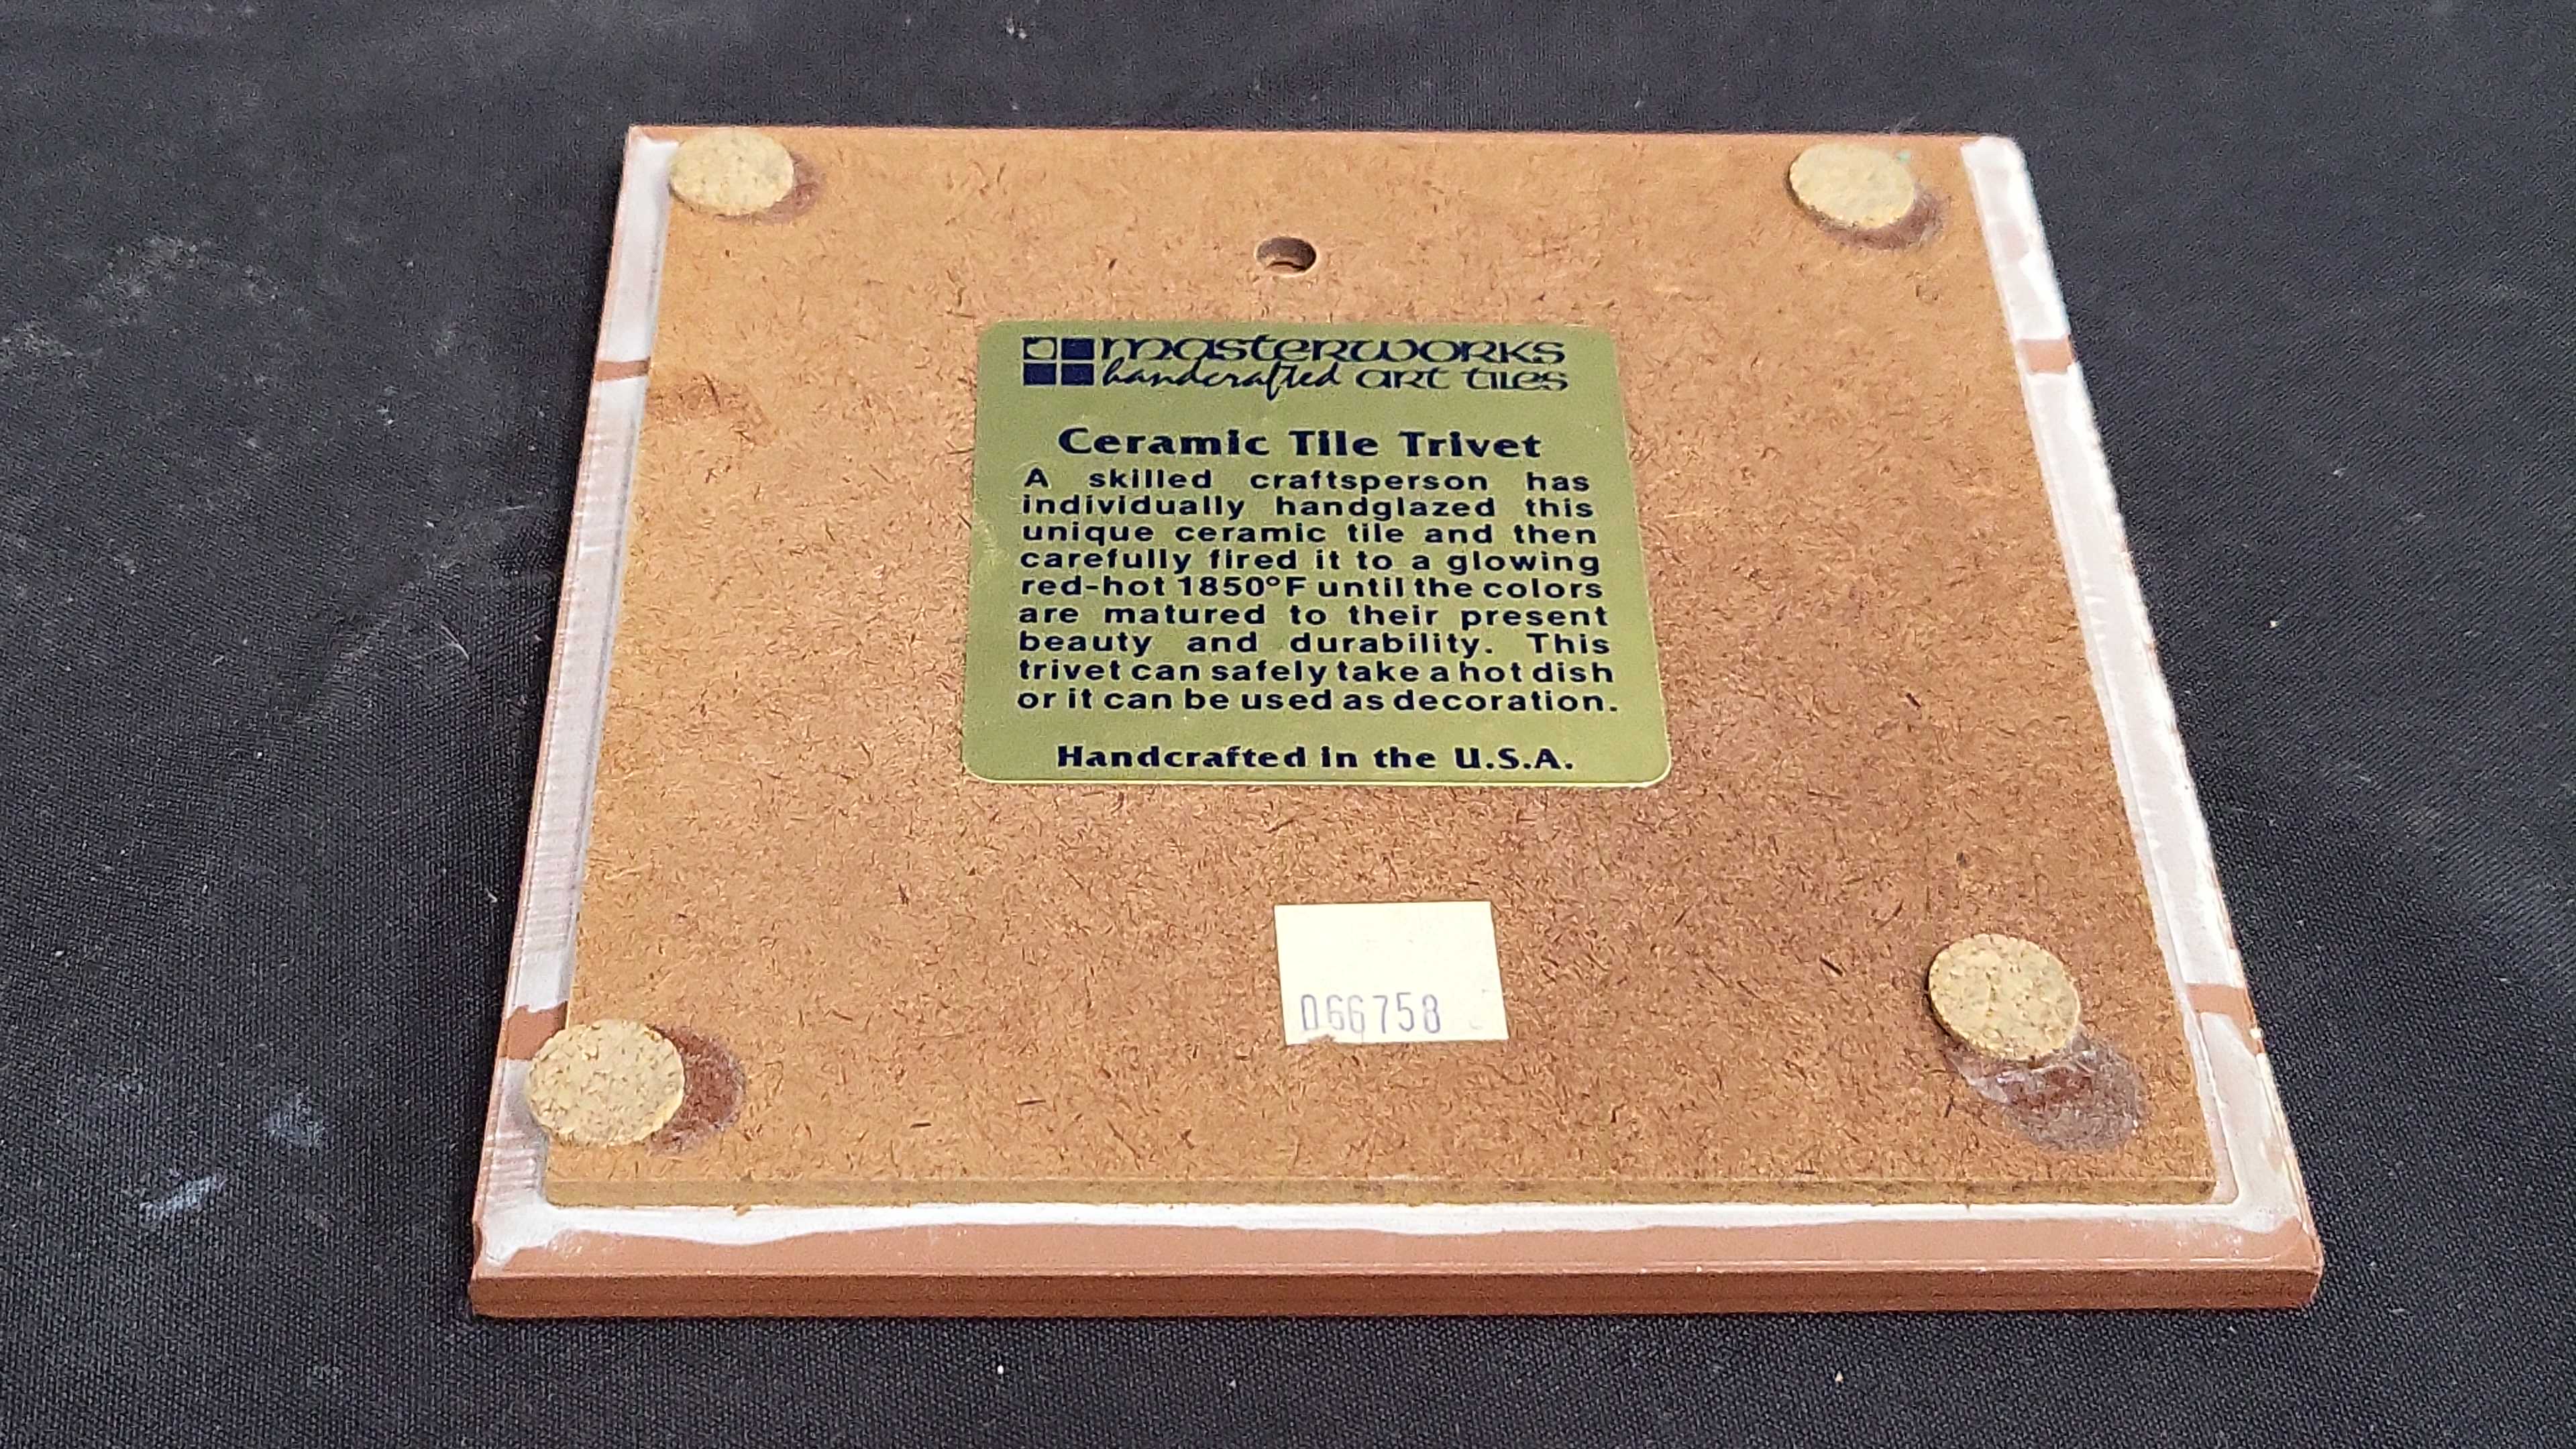 masterworks
handcrafted art tiles
Ceramic Tile Trivet
A skilled craftsperson has
individually handglazed this
unique ceramic tile and then
carefully fired it to a glowing
red-hot 1850°F until the colors
are matured to their present
beauty and durability. This
trivet can safely take a hot dish
or it can be used as decoration.
Handcrafted in the U.S.A.
066758